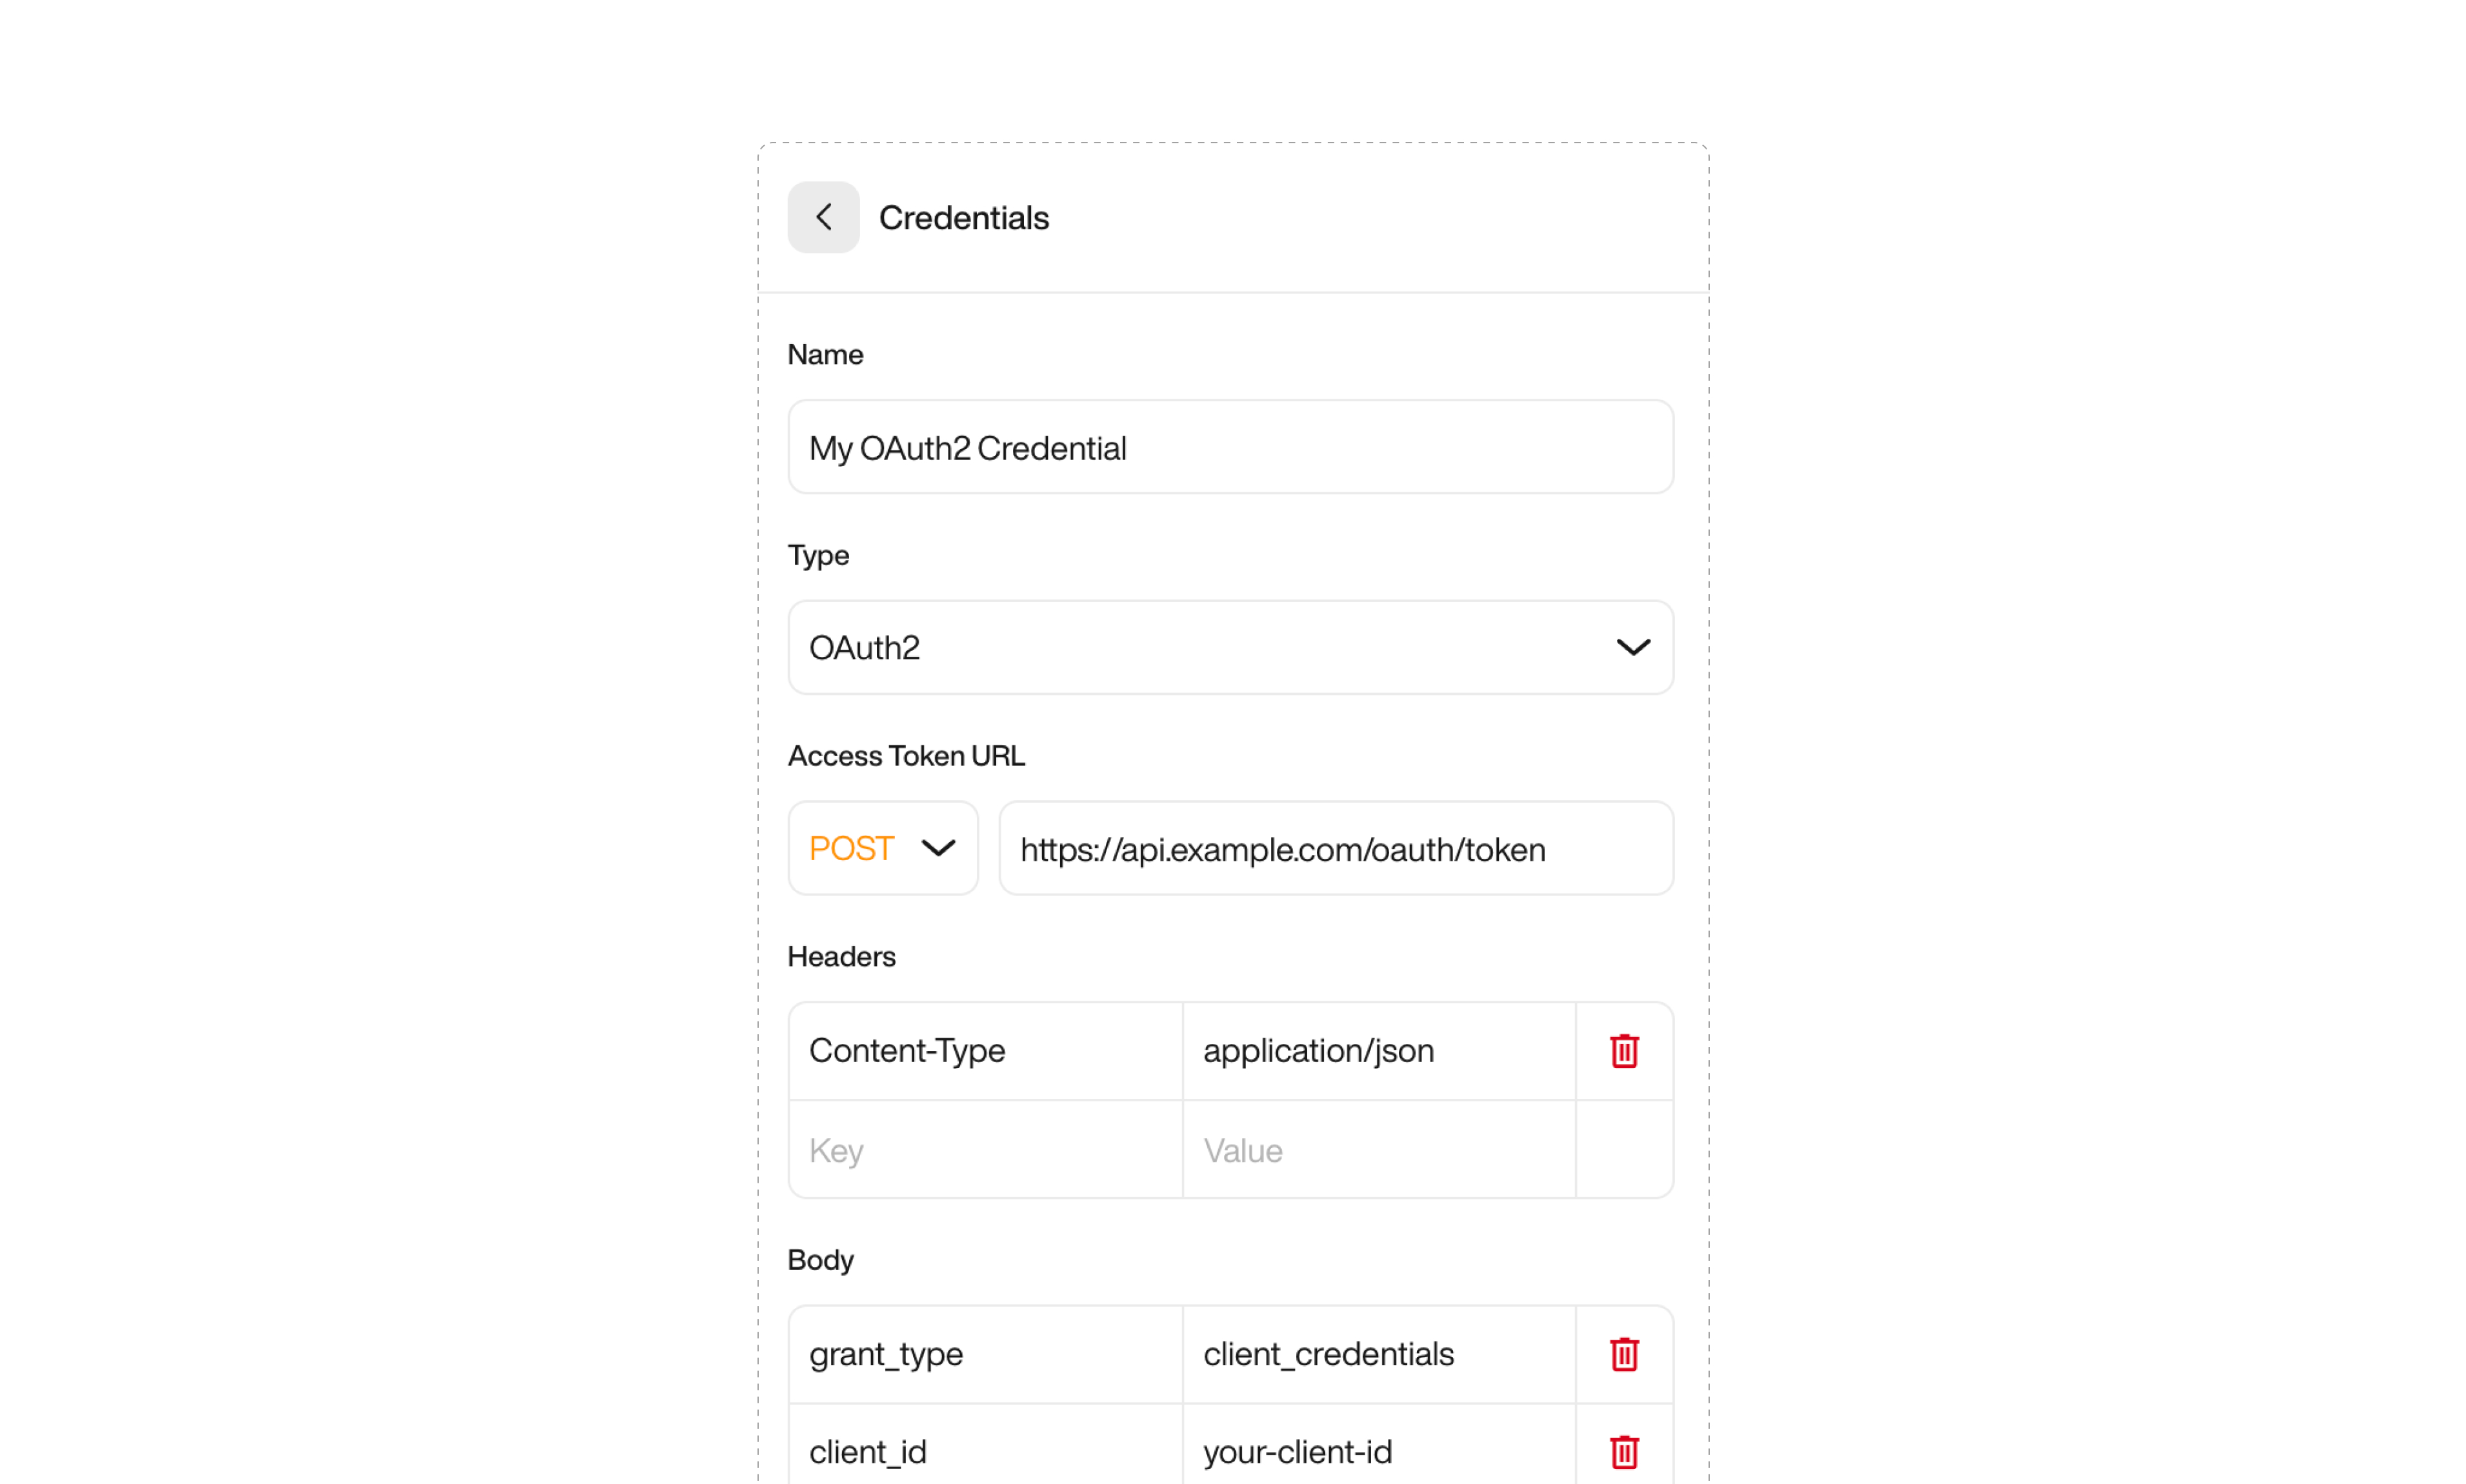 Credentials
Name
My OAuth2 Credential
Type
OAuth2
Access Token URL
POST https://api.example.com/oauth/token
Headers
Content-Type application/json
Key Value
Body
grant_type client_credentials
client_id your-client-id